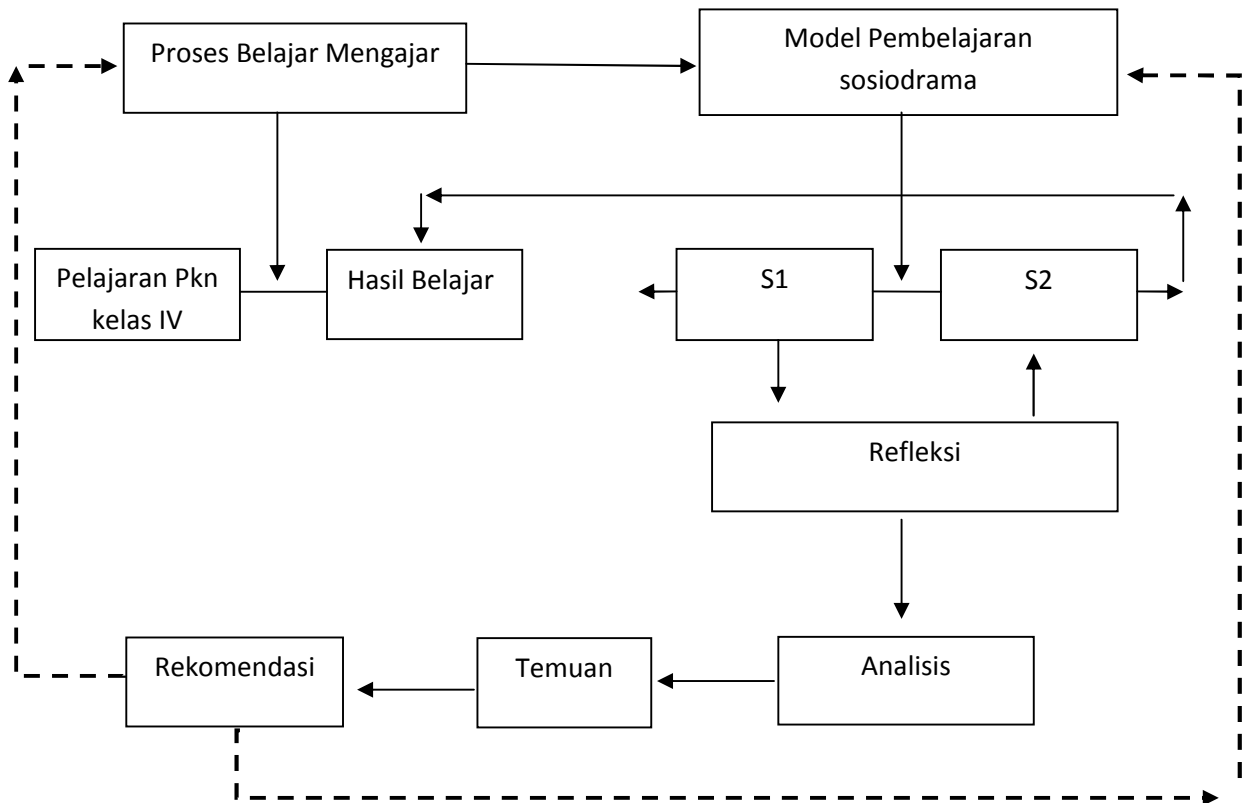 Proses Belajar Mengajar
Model Pembelajaran
sosiodrama
Pelajaran Pkn
kelas IV
Hasil Belajar
S1
S2
Refleksi
Rekomendasi
Temuan
Analisis